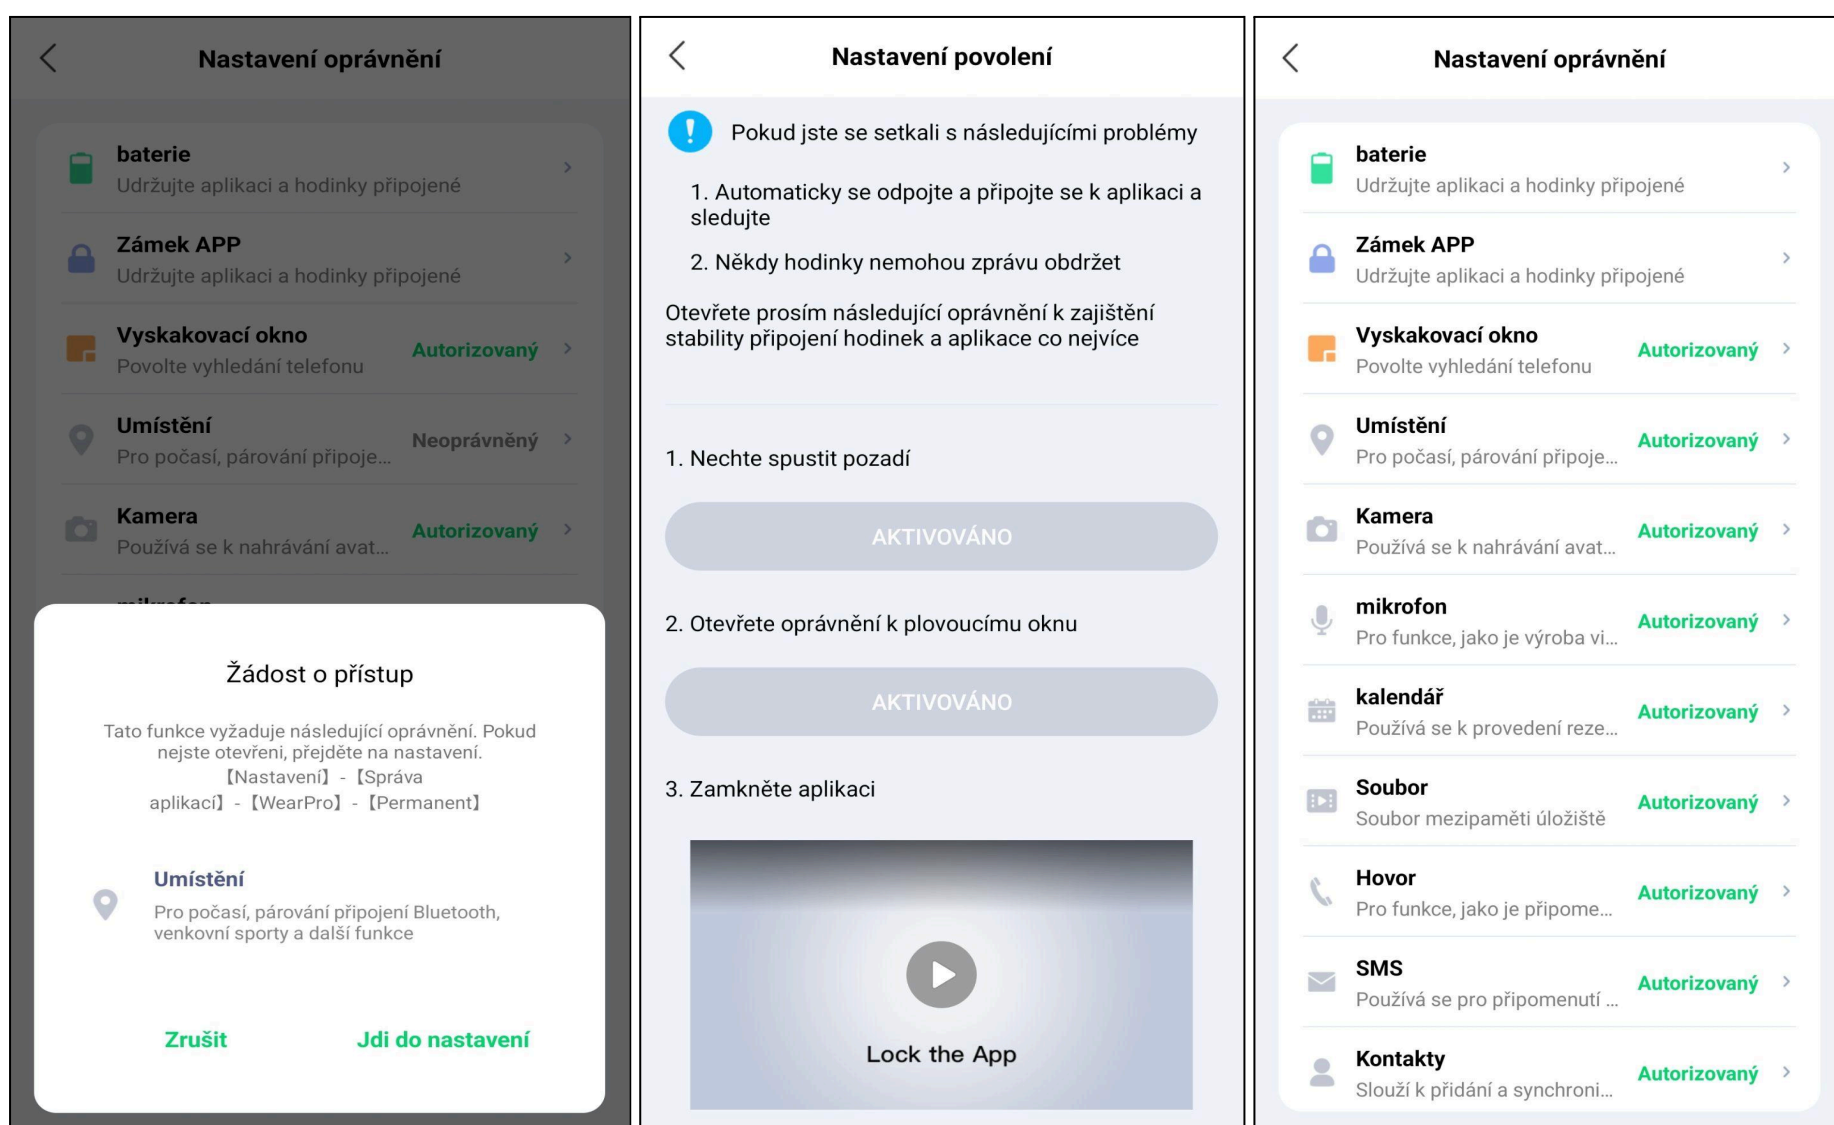 Nastavení oprávnění
baterie
Udržujte aplikaci a hodinky připojené
Zámek APP
Udržujte aplikaci a hodinky připojené
Vyskakovací okno
Povolte vyhledání telefonu
Autorizovaný
Umístění
Pro počasí, párování připoje...
Neoprávněný
Kamera
Používá se k nahrávání avat...
Autorizovaný
Žádost o přístup
Tato funkce vyžaduje následující oprávnění. Pokud
nejste otevřeni, přejděte na nastavení.
【Nastavení】-【Správa
aplikací】-【WearPro】-【Permanent】
Umístění
Pro počasí, párování připojení Bluetooth,
venkovní sporty a další funkce
Zrušit
Jdi do nastavení
Nastavení povolení
Pokud jste se setkali s následujícími problémy
1. Automaticky se odpojte a připojte se k aplikaci a
sledujte
2. Někdy hodinky nemohou zprávu obdržet
Otevřete prosím následující oprávnění k zajištění
stability připojení hodinek a aplikace co nejvíce
1. Nechte spustit pozadí
AKTIVOVÁNO
2. Otevřete oprávnění k plovoucímu oknu
AKTIVOVÁNO
3. Zamkněte aplikaci
Lock the App
Nastavení oprávnění
baterie
Udržujte aplikaci a hodinky připojené
Zámek APP
Udržujte aplikaci a hodinky připojené
Vyskakovací okno
Povolte vyhledání telefonu
Autorizovaný
Umístění
Pro počasí, párování připoje...
Autorizovaný
Kamera
Používá se k nahrávání avat...
Autorizovaný
mikrofon
Pro funkce, jako je výroba vi...
Autorizovaný
kalendář
Používá se k provedení reze...
Autorizovaný
Soubor
Soubor mezipaměti úložiště
Autorizovaný
Hovor
Pro funkce, jako je připome...
Autorizovaný
SMS
Používá se pro připomenutí ...
Autorizovaný
Kontakty
Slouží k přidání a synchroni...
Autorizovaný